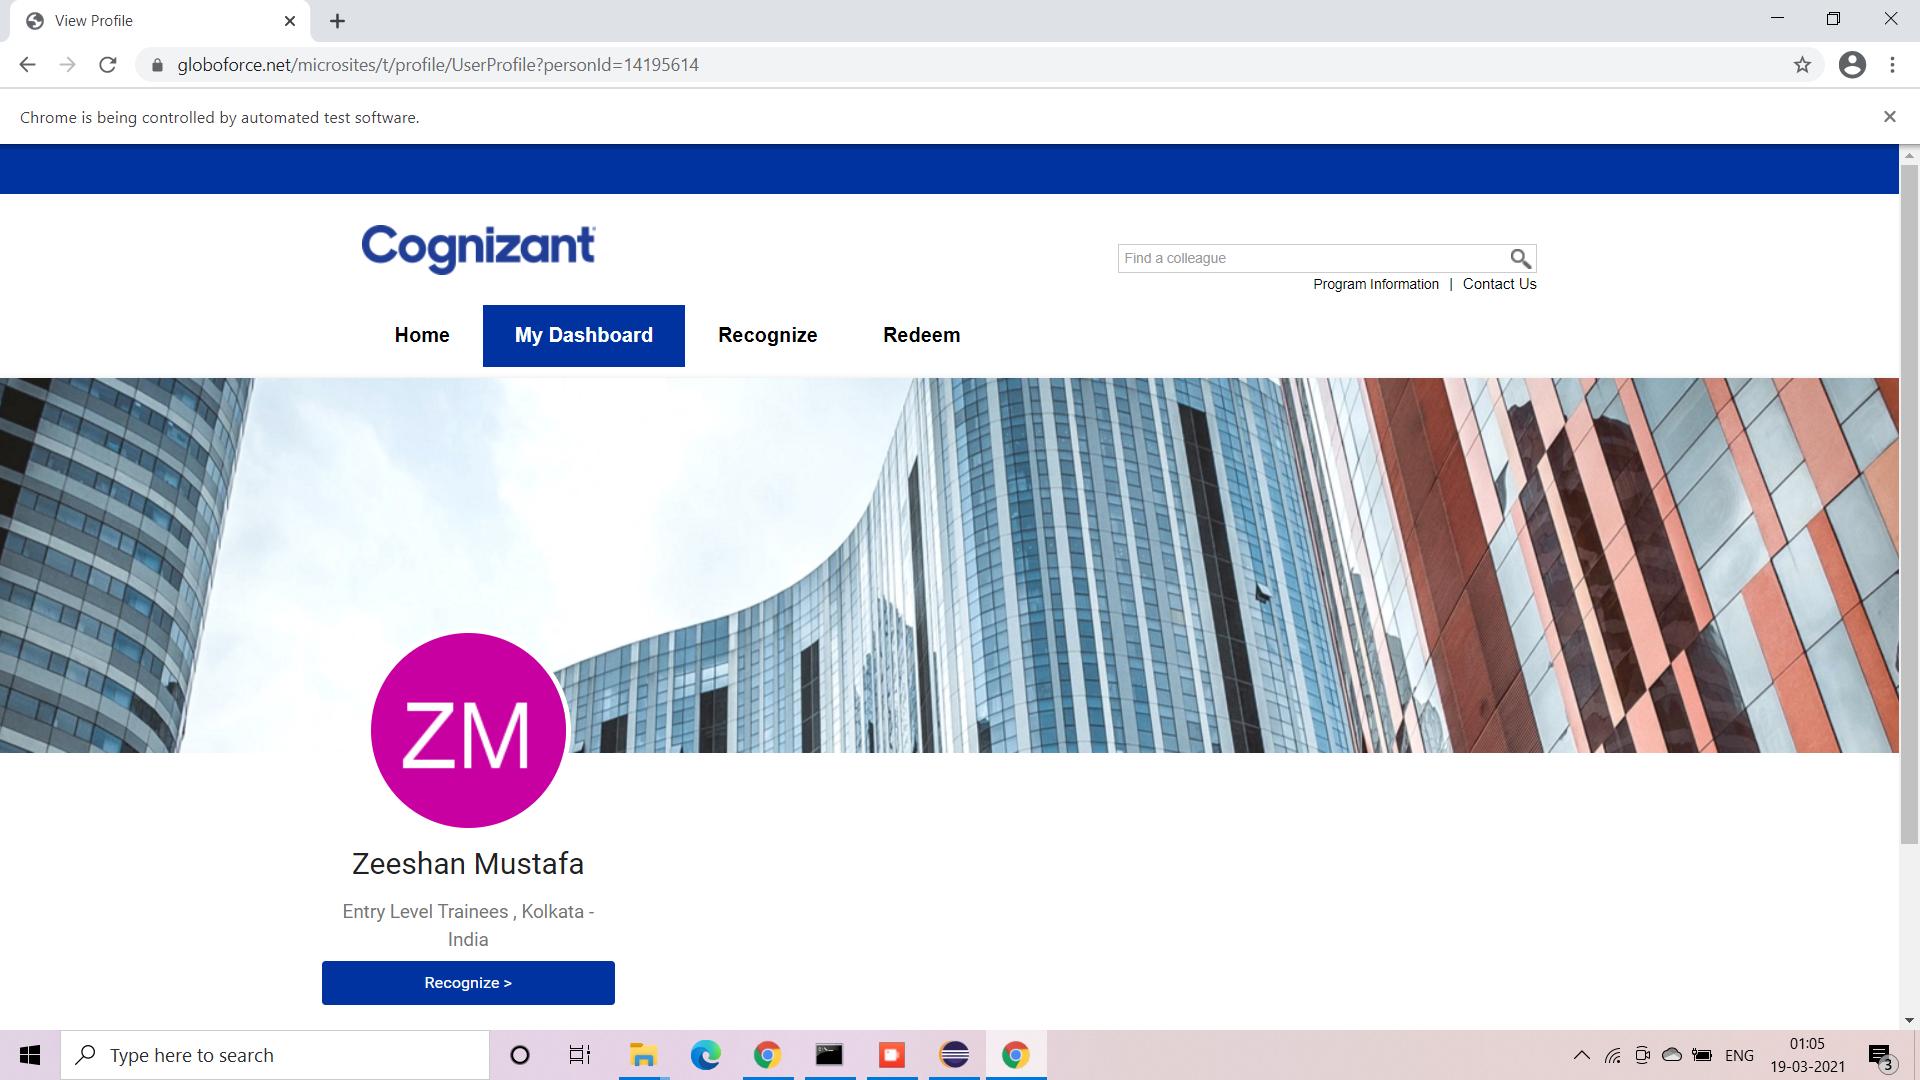 View Profile
globoforce.net/microsites/t/profile/UserProfile?personId=14195614
Chrome is being controlled by automated test software.
Cognizant
Find a colleague
Program Information | Contact Us
Home My Dashboard Recognize Redeem
ZM
Zeeshan Mustafa
Entry Level Trainees , Kolkata -
India
Recognize >
Type here to search
ENG
01:05
19-03-2021
3